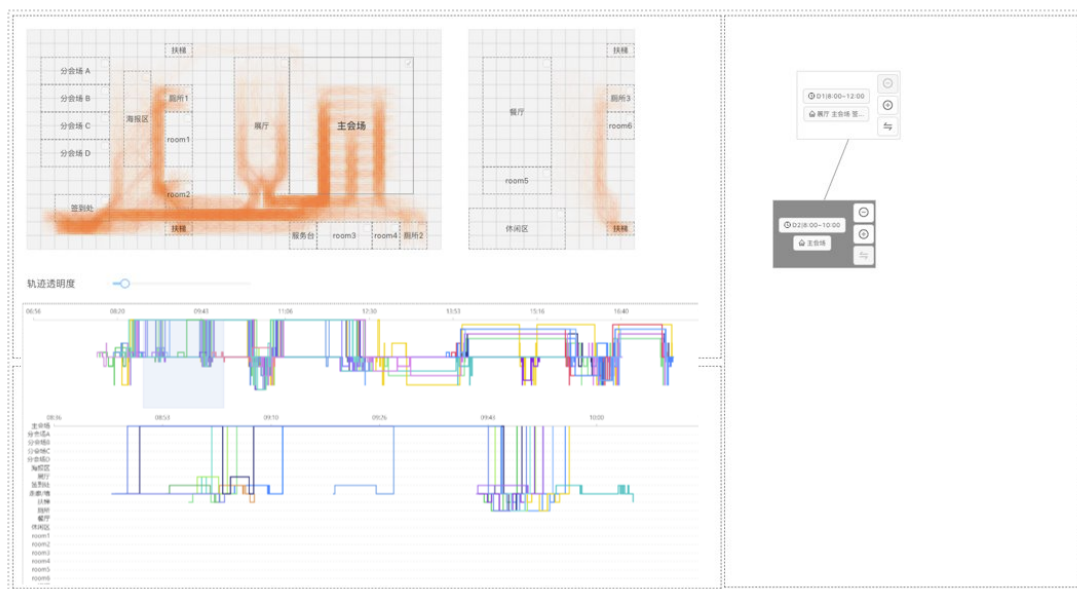 扶梯
扶梯
分会场 A
分会场 B
分会场 C
分会场 D
海报区
厕所1
room1
room2
展厅
主会场
餐厅
厕所3
room6
room5
签到处
扶梯
服务台
room3
room4
厕所2
休闲区
扶梯
D1|8:00~12:00
展厅 主会场 签...
D2|8:00~10:00
主会场
轨迹透明度
06:56
08:20
09:43
11:06
12:30
13:53
15:16
16:40
08:36
08:53
09:10
09:26
09:43
10:00
主会场
分会场A
分会场B
分会场C
分会场D
海报区
展厅
签到处
扶梯
厕所
餐厅
休闲区
room1
room2
room3
room4
room5
room6